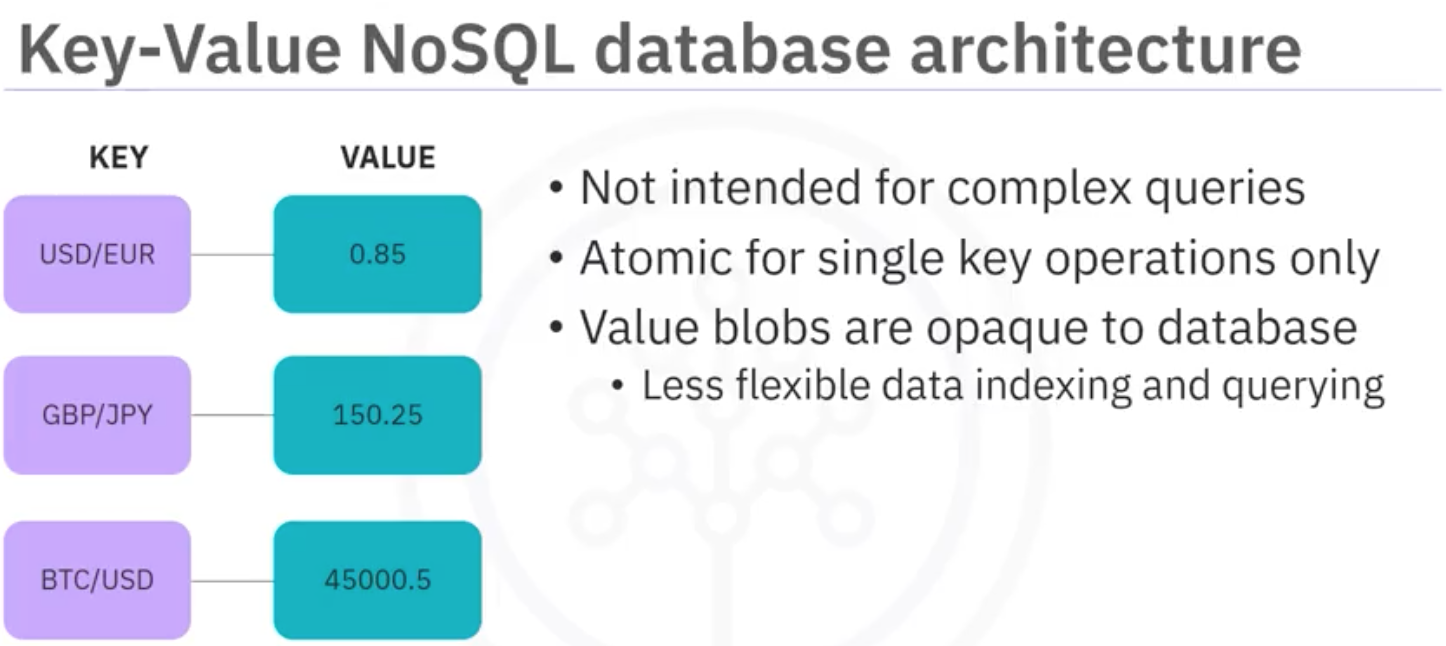 Key-Value NoSQL database architecture
KEY VALUE
USD/EUR 0.85
GBP/JPY 150.25
BTC/USD 45000.5
• Not intended for complex queries
• Atomic for single key operations only
• Value blobs are opaque to database
• Less flexible data indexing and querying